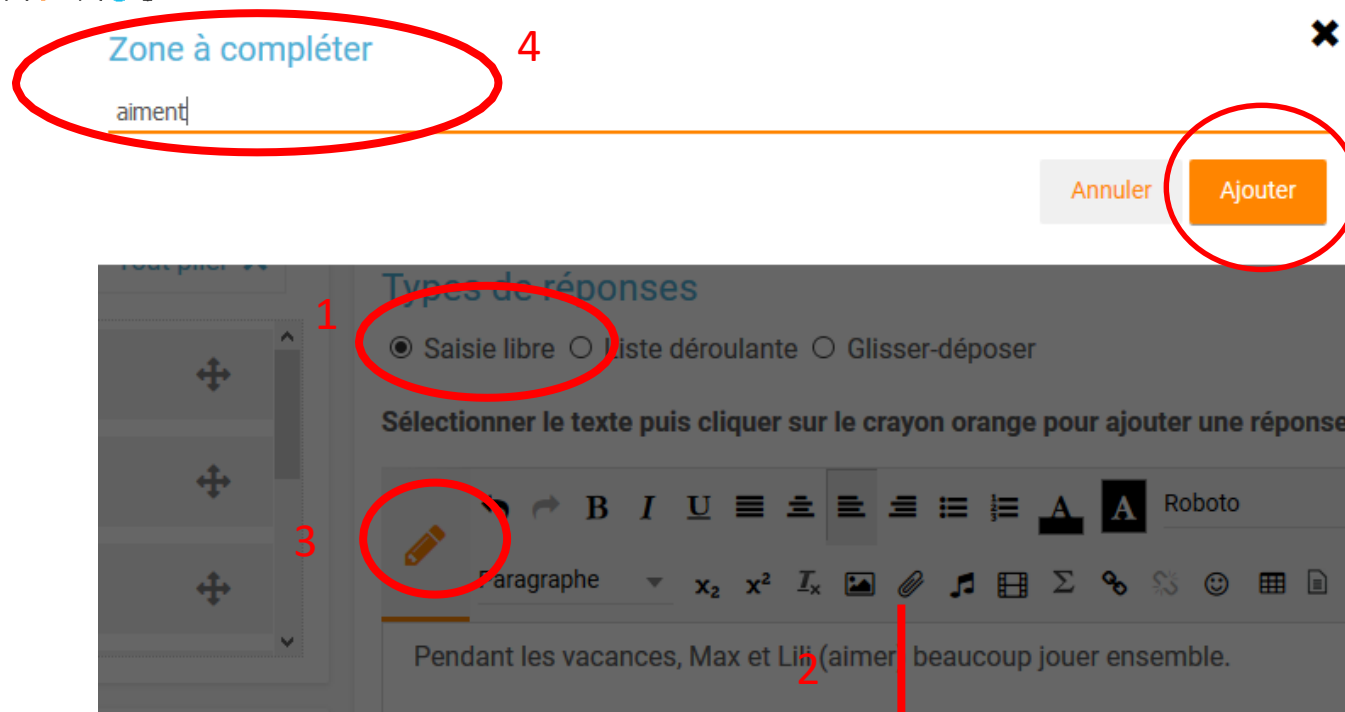 Zone à compléter 4
aiment
Annuler Ajouter
Types de réponses
1
Saisie libre Liste déroulante Glisser-déposer
Sélectionner le texte puis cliquer sur le crayon orange pour ajouter une réponse
B I U A A Roboto
3
Paragraphe x₂ x² Iₓ Σ
Pendant les vacances, Max et Lili (aimer) beaucoup jouer ensemble.
2